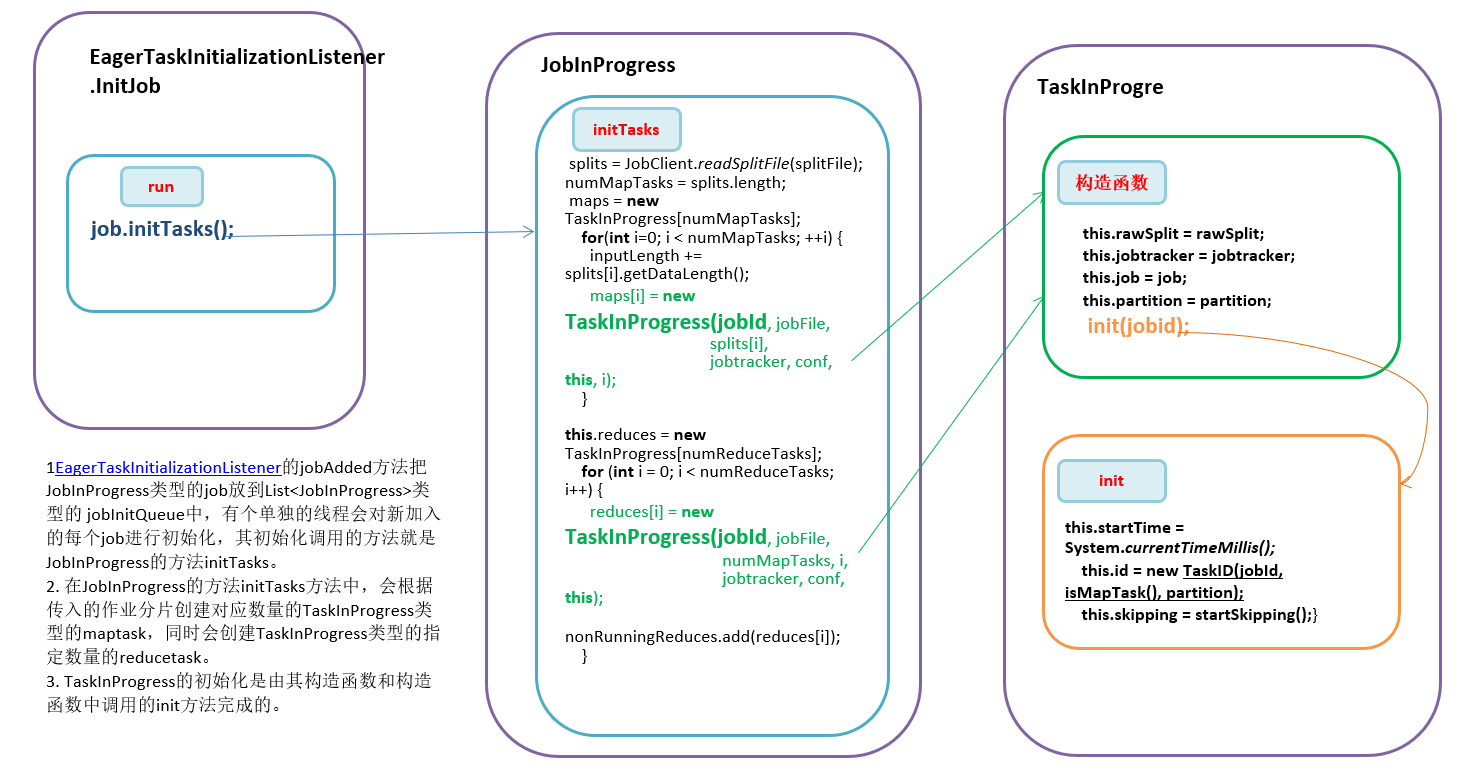 EagerTaskInitializationListener
.InitJob
run
job.initTasks();
1EagerTaskInitializationListener的jobAdded方法把
JobInProgress类型的job放到List<JobInProgress>类
型的 jobInitQueue中，有个单独的线程会对新加入
的每个job进行初始化，其初始化调用的方法就是
JobInProgress的方法initTasks。
2. 在JobInProgress的方法initTasks方法中，会根据
传入的作业分片创建对应数量的TaskInProgress类
型的maptask，同时会创建TaskInProgress类型的指
定数量的reducetask。
3. TaskInProgress的初始化是由其构造函数和构造
函数中调用的init方法完成的。
JobInProgress
initTasks
splits = JobClient.readSplitFile(splitFile);
numMapTasks = splits.length;
maps = new
TaskInProgress[numMapTasks];
for(int i=0; i < numMapTasks; ++i) {
inputLength +=
splits[i].getDataLength();
maps[i] = new
TaskInProgress(jobId, jobFile,
splits[i],
jobtracker, conf,
this, i);
}
this.reduces = new
TaskInProgress[numReduceTasks];
for (int i = 0; i < numReduceTasks;
i++) {
reduces[i] = new
TaskInProgress(jobId, jobFile,
numMapTasks, i,
jobtracker, conf,
this);
nonRunningReduces.add(reduces[i]);
}
TaskInProgre
构造函数
this.rawSplit = rawSplit;
this.jobtracker = jobtracker;
this.job = job;
this.partition = partition;
init(jobid);
init
this.startTime =
System.currentTimeMillis();
this.id = new TaskID(jobId,
isMapTask(), partition);
this.skipping = startSkipping();}